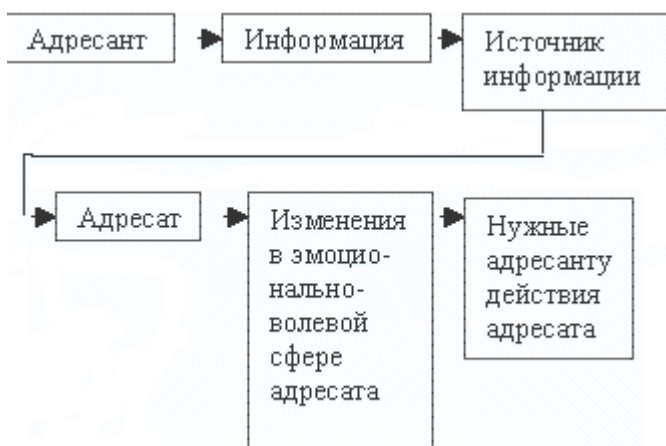 Адресант
Информация
Источник
информации
Адресат
Изменения
в эмоцио-
нально-
волевой
сфере
адресата
Нужные
адресанту
действия
адресата